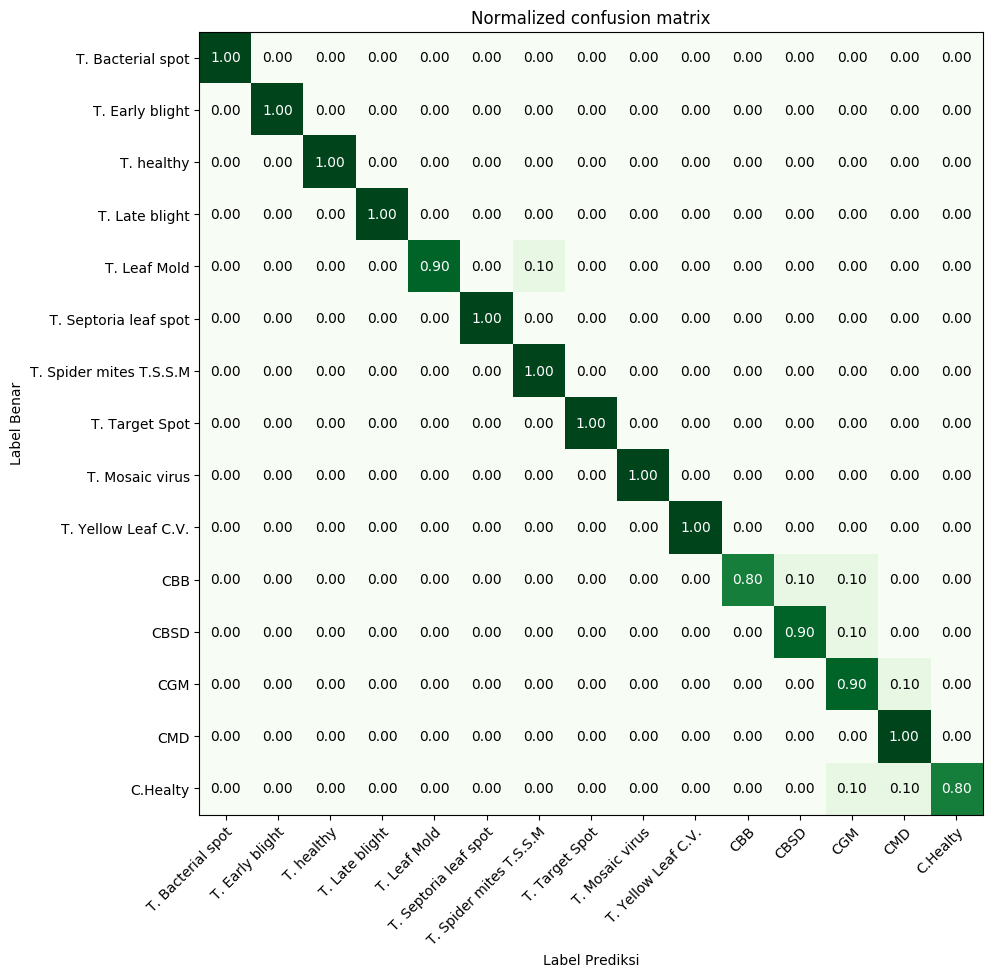 Normalized confusion matrix
Label Benar
T. Bacterial spot 1.00 0.00 0.00 0.00 0.00 0.00 0.00 0.00 0.00 0.00 0.00 0.00 0.00 0.00 0.00
T. Early blight 0.00 1.00 0.00 0.00 0.00 0.00 0.00 0.00 0.00 0.00 0.00 0.00 0.00 0.00 0.00
T. healthy 0.00 0.00 1.00 0.00 0.00 0.00 0.00 0.00 0.00 0.00 0.00 0.00 0.00 0.00 0.00
T. Late blight 0.00 0.00 0.00 1.00 0.00 0.00 0.00 0.00 0.00 0.00 0.00 0.00 0.00 0.00 0.00
T. Leaf Mold 0.00 0.00 0.00 0.00 0.90 0.00 0.10 0.00 0.00 0.00 0.00 0.00 0.00 0.00 0.00
T. Septoria leaf spot 0.00 0.00 0.00 0.00 0.00 1.00 0.00 0.00 0.00 0.00 0.00 0.00 0.00 0.00 0.00
T. Spider mites T.S.S.M 0.00 0.00 0.00 0.00 0.00 0.00 1.00 0.00 0.00 0.00 0.00 0.00 0.00 0.00 0.00
T. Target Spot 0.00 0.00 0.00 0.00 0.00 0.00 0.00 1.00 0.00 0.00 0.00 0.00 0.00 0.00 0.00
T. Mosaic virus 0.00 0.00 0.00 0.00 0.00 0.00 0.00 0.00 1.00 0.00 0.00 0.00 0.00 0.00 0.00
T. Yellow Leaf C.V. 0.00 0.00 0.00 0.00 0.00 0.00 0.00 0.00 0.00 1.00 0.00 0.00 0.00 0.00 0.00
CBB 0.00 0.00 0.00 0.00 0.00 0.00 0.00 0.00 0.00 0.00 0.80 0.10 0.10 0.00 0.00
CBSD 0.00 0.00 0.00 0.00 0.00 0.00 0.00 0.00 0.00 0.00 0.00 0.90 0.10 0.00 0.00
CGM 0.00 0.00 0.00 0.00 0.00 0.00 0.00 0.00 0.00 0.00 0.00 0.00 0.90 0.10 0.00
CMD 0.00 0.00 0.00 0.00 0.00 0.00 0.00 0.00 0.00 0.00 0.00 0.00 0.00 1.00 0.00
C.Healty 0.00 0.00 0.00 0.00 0.00 0.00 0.00 0.00 0.00 0.00 0.00 0.00 0.10 0.10 0.80
T. Bacterial spot
T. Early blight
T. healthy
T. Late blight
T. Leaf Mold
T. Septoria leaf spot
T. Spider mites T.S.S.M
T. Target Spot
T. Mosaic virus
T. Yellow Leaf C.V.
CBB
CBSD
CGM
CMD
C.Healty
Label Prediksi